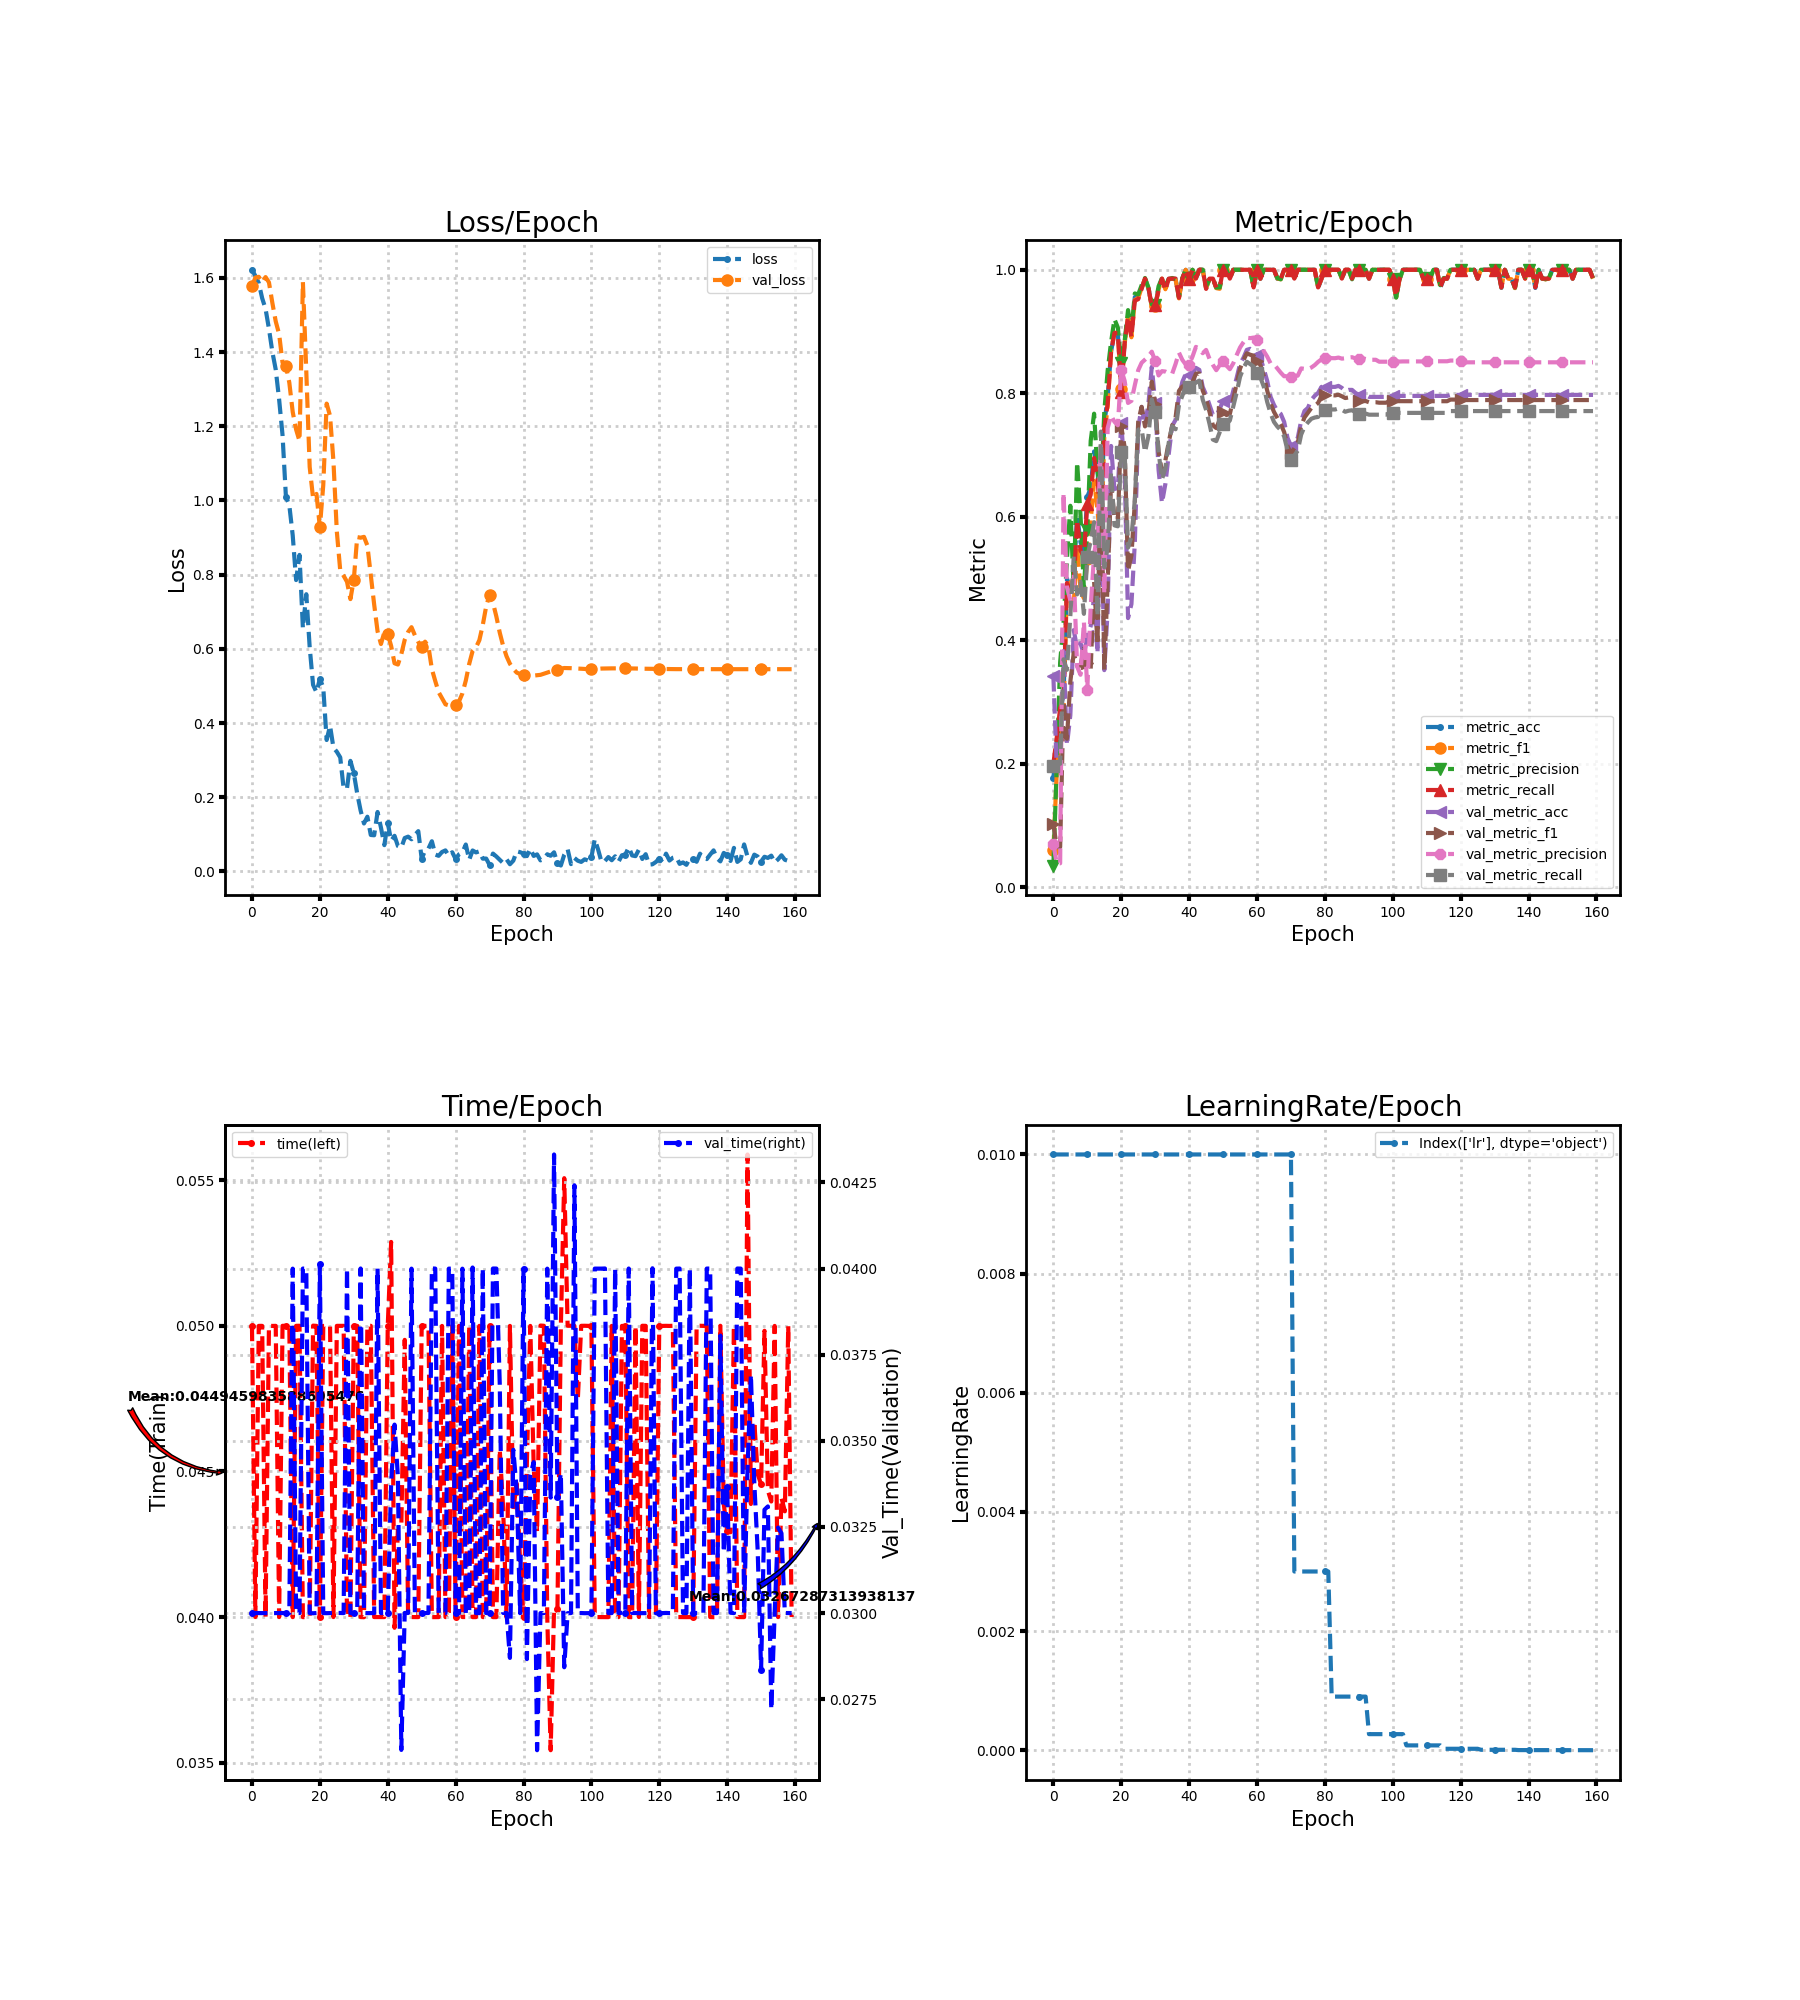 Loss/Epoch
1.6
1.4
1.2
1.0
0.8
0.6
0.4
0.2
0.0
Loss
0 20 40 60 80 100 120 140 160
Epoch
loss
val_loss
Metric/Epoch
1.0
0.8
0.6
0.4
0.2
0.0
Metric
0 20 40 60 80 100 120 140 160
Epoch
metric_acc
metric_f1
metric_precision
metric_recall
val_metric_acc
val_metric_f1
val_metric_precision
val_metric_recall
Time/Epoch
time(left)
val_time(right)
0.055
0.050
0.045
0.040
0.035
Time(Train)
0.0425
0.0400
0.0375
0.0350
0.0325
0.0300
0.0275
Val_Time(Validation)
Mean:0.03267287313938137
0 20 40 60 80 100 120 140 160
Epoch
LearningRate/Epoch
Index(['lr'], dtype='object')
0.010
0.008
0.006
0.004
0.002
0.000
LearningRate
0 20 40 60 80 100 120 140 160
Epoch